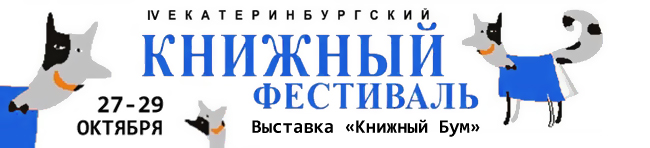 IV ЕКАТЕРИНБУРГСКИЙ
КНИЖНЫЙ
ФЕСТИВАЛЬ
27-29
ОКТЯБРЯ
Выставка «Книжный Бум»